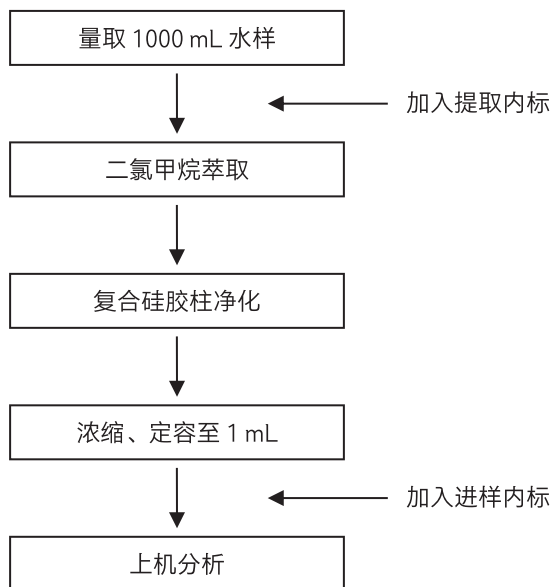 量取 1000 mL 水样
加入提取内标
二氯甲烷萃取
复合硅胶柱净化
浓缩、定容至 1 mL
加入进样内标
上机分析